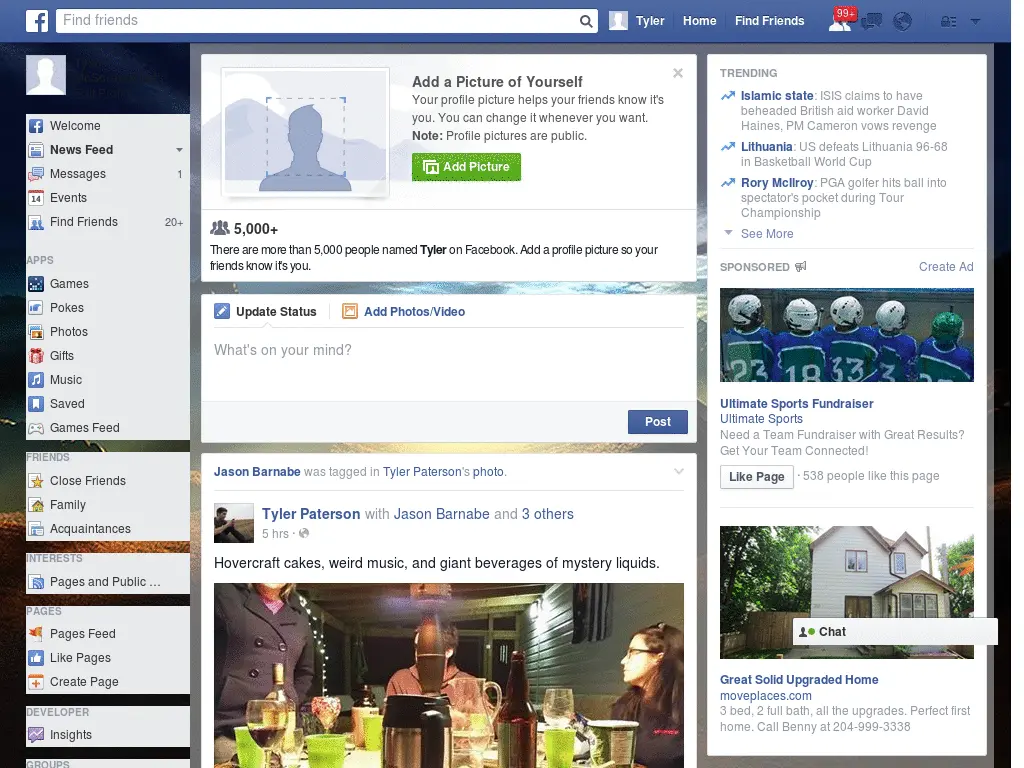 Find friends
Tyler
Home
Find Friends
99+
Tyler
Welcome
News Feed
Messages 1
14 Events
Find Friends 20+
APPS
Games
Pokes
Photos
Gifts
Music
Saved
Games Feed
FRIENDS
Close Friends
Family
Acquaintances
INTERESTS
Pages and Public ...
PAGES
Pages Feed
Like Pages
Create Page
DEVELOPER
Insights
GROUPS
Add a Picture of Yourself
Your profile picture helps your friends know it's
you. You can change it whenever you want.
Note: Profile pictures are public.
Add Picture
5,000+
There are more than 5,000 people named Tyler on Facebook. Add a profile picture so your
friends know it's you.
Update Status
Add Photos/Video
What's on your mind?
Post
Jason Barnabe was tagged in Tyler Paterson's photo.
Tyler Paterson with Jason Barnabe and 3 others
5 hrs ·
Hovercraft cakes, weird music, and giant beverages of mystery liquids.
TRENDING
Islamic state: ISIS claims to have
beheaded British aid worker David
Haines, PM Cameron vows revenge
Lithuania: US defeats Lithuania 96-68
in Basketball World Cup
Rory McIlroy: PGA golfer hits ball into
spectator's pocket during Tour
Championship
See More
SPONSORED
Create Ad
23 18 33
Ultimate Sports Fundraiser
Ultimate Sports
Need a Team Fundraiser with Great Results?
Get Your Team Connected!
Like Page · 538 people like this page
Chat
Great Solid Upgraded Home
moveplaces.com
3 bed, 2 full bath, all the upgrades. Perfect first
home. Call Benny at 204-999-3338